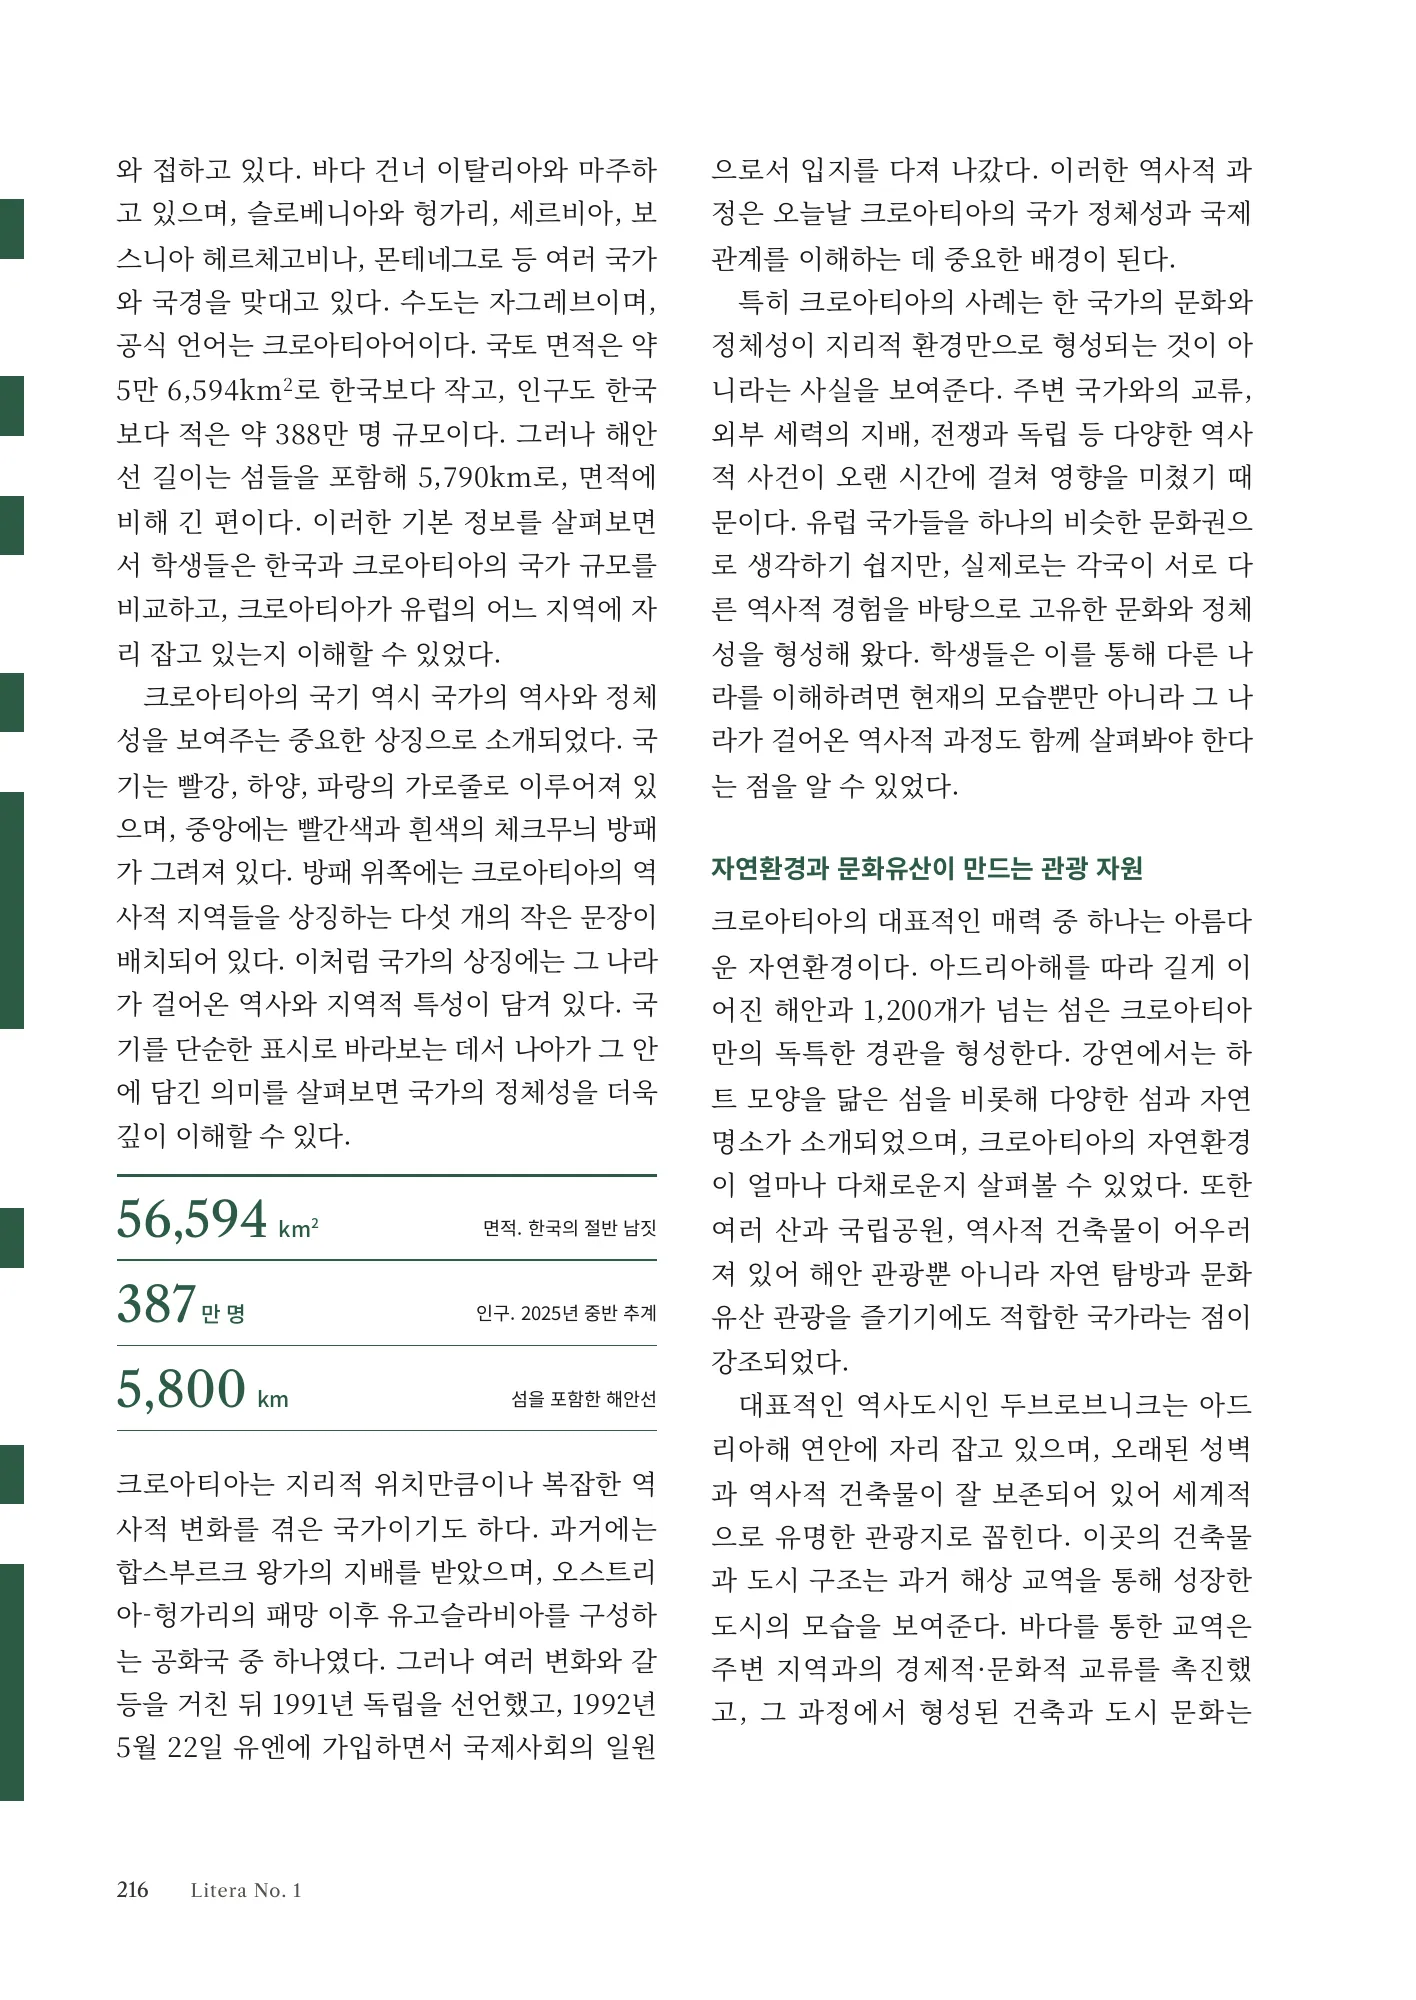 와 접하고 있다. 바다 건너 이탈리아와 마주하
고 있으며, 슬로베니아와 헝가리, 세르비아, 보
스니아 헤르체고비나, 몬테네그로 등 여러 국가
와 국경을 맞대고 있다. 수도는 자그레브이며,
공식 언어는 크로아티아어이다. 국토 면적은 약
5만 6,594km²로 한국보다 작고, 인구도 한국
보다 적은 약 388만 명 규모이다. 그러나 해안
선 길이는 섬들을 포함해 5,790km로, 면적에
비해 긴 편이다. 이러한 기본 정보를 살펴보면
서 학생들은 한국과 크로아티아의 국가 규모를
비교하고, 크로아티아가 유럽의 어느 지역에 자
리 잡고 있는지 이해할 수 있었다.
크로아티아의 국기 역시 국가의 역사와 정체
성을 보여주는 중요한 상징으로 소개되었다. 국
기는 빨강, 하양, 파랑의 가로줄로 이루어져 있
으며, 중앙에는 빨간색과 흰색의 체크무늬 방패
가 그려져 있다. 방패 위쪽에는 크로아티아의 역
사적 지역들을 상징하는 다섯 개의 작은 문장이
배치되어 있다. 이처럼 국가의 상징에는 그 나라
가 걸어온 역사와 지역적 특성이 담겨 있다. 국
기를 단순한 표시로 바라보는 데서 나아가 그 안
에 담긴 의미를 살펴보면 국가의 정체성을 더욱
깊이 이해할 수 있다.
56,594 km² 면적. 한국의 절반 남짓
387만 명 인구. 2025년 중반 추계
5,800 km 섬을 포함한 해안선
크로아티아는 지리적 위치만큼이나 복잡한 역
사적 변화를 겪은 국가이기도 하다. 과거에는
합스부르크 왕가의 지배를 받았으며, 오스트리
아-헝가리의 패망 이후 유고슬라비아를 구성하
는 공화국 중 하나였다. 그러나 여러 변화와 갈
등을 거친 뒤 1991년 독립을 선언했고, 1992년
5월 22일 유엔에 가입하면서 국제사회의 일원
으로서 입지를 다져 나갔다. 이러한 역사적 과
정은 오늘날 크로아티아의 국가 정체성과 국제
관계를 이해하는 데 중요한 배경이 된다.
특히 크로아티아의 사례는 한 국가의 문화와
정체성이 지리적 환경만으로 형성되는 것이 아
니라는 사실을 보여준다. 주변 국가와의 교류,
외부 세력의 지배, 전쟁과 독립 등 다양한 역사
적 사건이 오랜 시간에 걸쳐 영향을 미쳤기 때
문이다. 유럽 국가들을 하나의 비슷한 문화권으
로 생각하기 쉽지만, 실제로는 각국이 서로 다
른 역사적 경험을 바탕으로 고유한 문화와 정체
성을 형성해 왔다. 학생들은 이를 통해 다른 나
라를 이해하려면 현재의 모습뿐만 아니라 그 나
라가 걸어온 역사적 과정도 함께 살펴봐야 한다
는 점을 알 수 있었다.
자연환경과 문화유산이 만드는 관광 자원
크로아티아의 대표적인 매력 중 하나는 아름다
운 자연환경이다. 아드리아해를 따라 길게 이
어진 해안과 1,200개가 넘는 섬은 크로아티아
만의 독특한 경관을 형성한다. 강연에서는 하
트 모양을 닮은 섬을 비롯해 다양한 섬과 자연
명소가 소개되었으며, 크로아티아의 자연환경
이 얼마나 다채로운지 살펴볼 수 있었다. 또한
여러 산과 국립공원, 역사적 건축물이 어우러
져 있어 해안 관광뿐 아니라 자연 탐방과 문화
유산 관광을 즐기기에도 적합한 국가라는 점이
강조되었다.
대표적인 역사도시인 두브로브니크는 아드
리아해 연안에 자리 잡고 있으며, 오래된 성벽
과 역사적 건축물이 잘 보존되어 있어 세계적
으로 유명한 관광지로 꼽힌다. 이곳의 건축물
과 도시 구조는 과거 해상 교역을 통해 성장한
도시의 모습을 보여준다. 바다를 통한 교역은
주변 지역과의 경제적·문화적 교류를 촉진했
고, 그 과정에서 형성된 건축과 도시 문화는
216 Litera No. 1